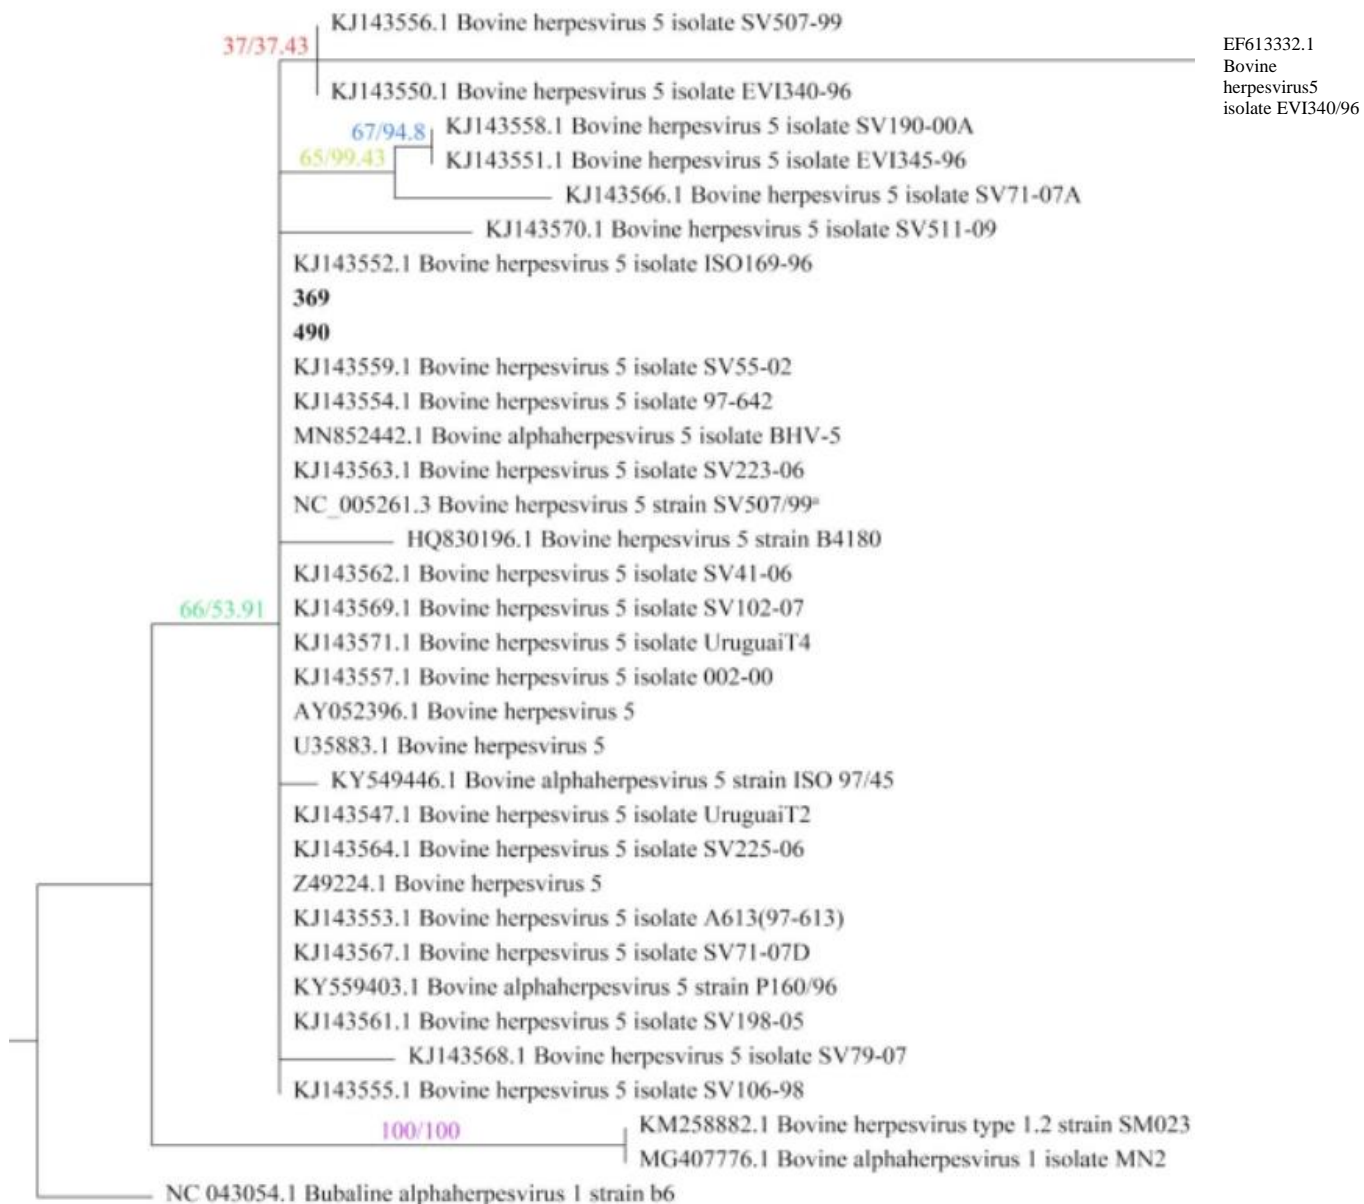 KJ143556.1 Bovine herpesvirus 5 isolate SV507-99
37/37.43
EF613332.1
Bovine
herpesvirus5
isolate EVI340/96
KJ143550.1 Bovine herpesvirus 5 isolate EVI340-96
67/94.8
KJ143558.1 Bovine herpesvirus 5 isolate SV190-00A
65/99.43
KJ143551.1 Bovine herpesvirus 5 isolate EVI345-96
KJ143566.1 Bovine herpesvirus 5 isolate SV71-07A
KJ143570.1 Bovine herpesvirus 5 isolate SV511-09
KJ143552.1 Bovine herpesvirus 5 isolate ISO169-96
369
490
KJ143559.1 Bovine herpesvirus 5 isolate SV55-02
KJ143554.1 Bovine herpesvirus 5 isolate 97-642
MN852442.1 Bovine alphaherpesvirus 5 isolate BHV-5
KJ143563.1 Bovine herpesvirus 5 isolate SV223-06
NC_005261.3 Bovine herpesvirus 5 strain SV507/99ª
HQ830196.1 Bovine herpesvirus 5 strain B4180
KJ143562.1 Bovine herpesvirus 5 isolate SV41-06
66/53.91
KJ143569.1 Bovine herpesvirus 5 isolate SV102-07
KJ143571.1 Bovine herpesvirus 5 isolate UruguaiT4
KJ143557.1 Bovine herpesvirus 5 isolate 002-00
AY052396.1 Bovine herpesvirus 5
U35883.1 Bovine herpesvirus 5
KY549446.1 Bovine alphaherpesvirus 5 strain ISO 97/45
KJ143547.1 Bovine herpesvirus 5 isolate UruguaiT2
KJ143564.1 Bovine herpesvirus 5 isolate SV225-06
Z49224.1 Bovine herpesvirus 5
KJ143553.1 Bovine herpesvirus 5 isolate A613(97-613)
KJ143567.1 Bovine herpesvirus 5 isolate SV71-07D
KY559403.1 Bovine alphaherpesvirus 5 strain P160/96
KJ143561.1 Bovine herpesvirus 5 isolate SV198-05
KJ143568.1 Bovine herpesvirus 5 isolate SV79-07
KJ143555.1 Bovine herpesvirus 5 isolate SV106-98
100/100
KM258882.1 Bovine herpesvirus type 1.2 strain SM023
MG407776.1 Bovine alphaherpesvirus 1 isolate MN2
NC 043054.1 Bubaline alphaherpesvirus 1 strain b6